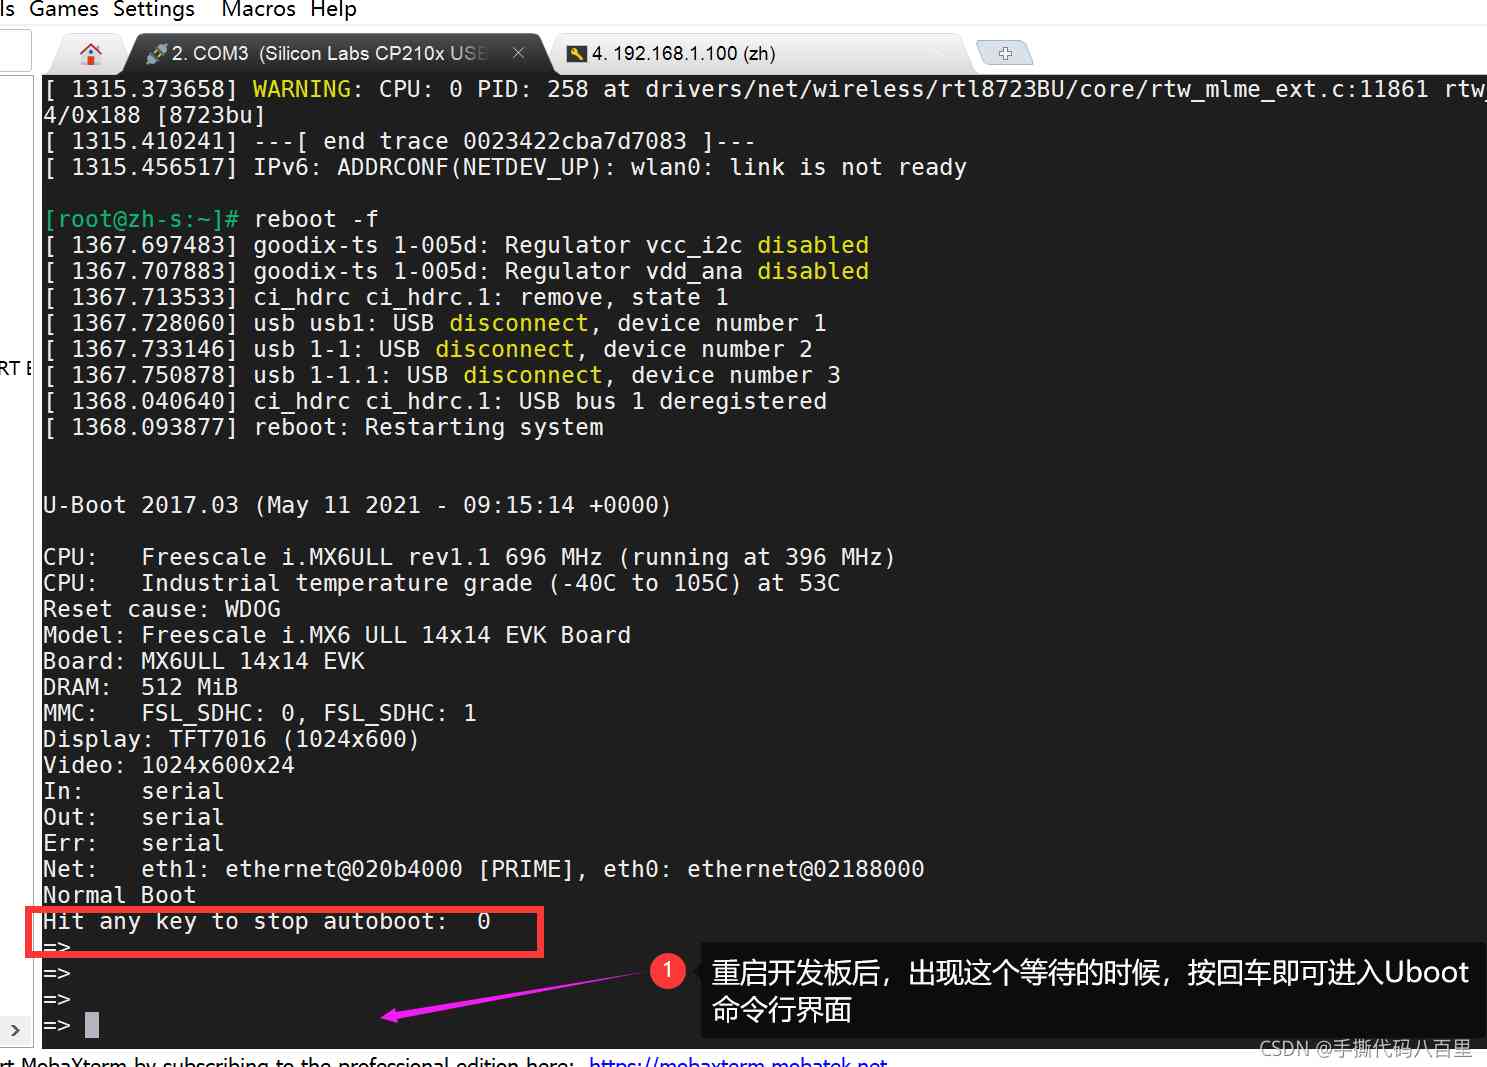 ls Games Settings Macros Help
2. COM3 (Silicon Labs CP210x USB
4. 192.168.1.100 (zh)
[ 1315.373658] WARNING: CPU: 0 PID: 258 at drivers/net/wireless/rtl8723BU/core/rtw_mlme_ext.c:11861 rtw_
4/0x188 [8723bu]
[ 1315.410241] ---[ end trace 0023422cba7d7083 ]---
[ 1315.456517] IPv6: ADDRCONF(NETDEV_UP): wlan0: link is not ready
[root@zh-s:~]# reboot -f
[ 1367.697483] goodix-ts 1-005d: Regulator vcc_i2c disabled
[ 1367.707883] goodix-ts 1-005d: Regulator vdd_ana disabled
[ 1367.713533] ci_hdrc ci_hdrc.1: remove, state 1
[ 1367.728060] usb usb1: USB disconnect, device number 1
[ 1367.733146] usb 1-1: USB disconnect, device number 2
RT E
[ 1367.750878] usb 1-1.1: USB disconnect, device number 3
[ 1368.040640] ci_hdrc ci_hdrc.1: USB bus 1 deregistered
[ 1368.093877] reboot: Restarting system
U-Boot 2017.03 (May 11 2021 - 09:15:14 +0000)
CPU:   Freescale i.MX6ULL rev1.1 696 MHz (running at 396 MHz)
CPU:   Industrial temperature grade (-40C to 105C) at 53C
Reset cause: WDOG
Model: Freescale i.MX6 ULL 14x14 EVK Board
Board: MX6ULL 14x14 EVK
DRAM:  512 MiB
MMC:   FSL_SDHC: 0, FSL_SDHC: 1
Display: TFT7016 (1024x600)
Video: 1024x600x24
In:    serial
Out:   serial
Err:   serial
Net:   eth1: ethernet@020b4000 [PRIME], eth0: ethernet@02188000
Normal Boot
Hit any key to stop autoboot:  0
=>
=>
=>
=>
1
重启开发板后，出现这个等待的时候，按回车即可进入Uboot
命令行界面
CSDN @手撕代码八百里
rt MobaXterm by subscribing to the professional edition here: https://mobaxterm.mobatek.net